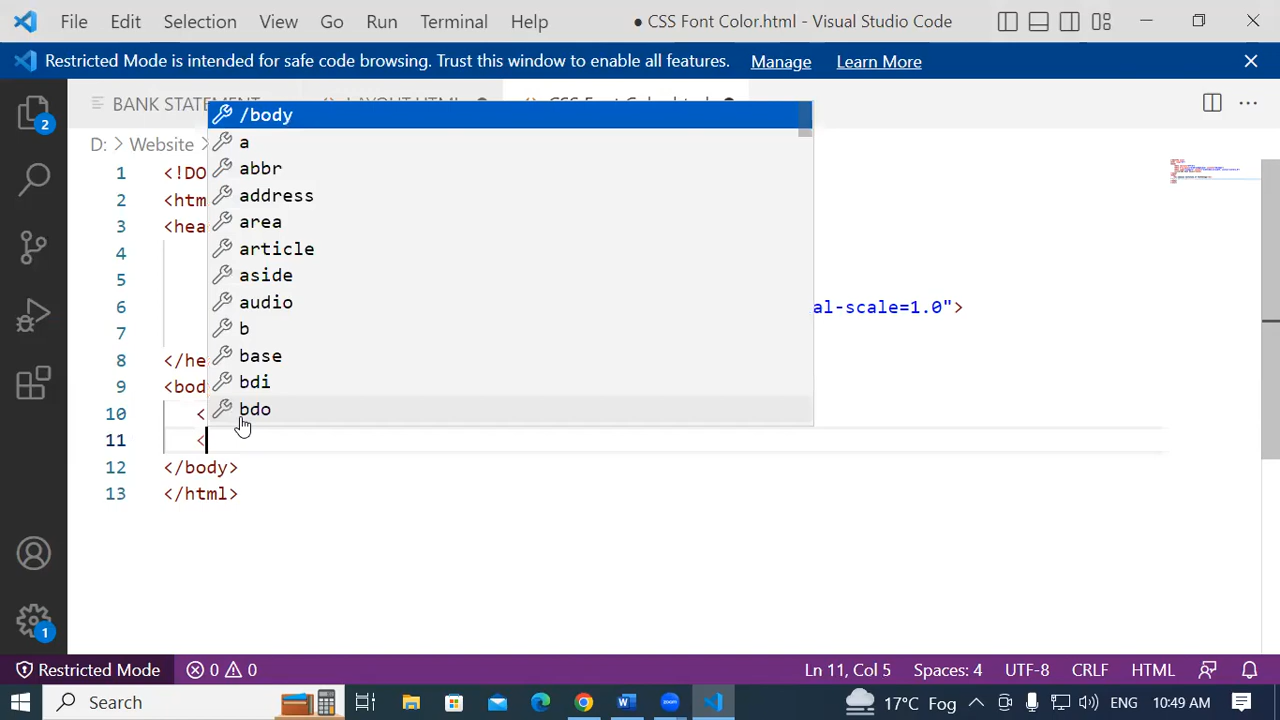 File Edit Selection View Go Run Terminal Help
● CSS Font Color.html - Visual Studio Code
Restricted Mode is intended for safe code browsing. Trust this window to enable all features. Manage Learn More
BANK STATEMENT
D: > Website >
1 <!DO
2 <htm
3 <hea
4
5
6 al-scale=1.0">
7
8 </he
9 <bod
10 <
11 <
12 </body>
13 </html>
/body
a
abbr
address
area
article
aside
audio
b
base
bdi
bdo
2
1
Restricted Mode 0 0 Ln 11, Col 5 Spaces: 4 UTF-8 CRLF HTML
Search 17°C Fog ENG 10:49 AM